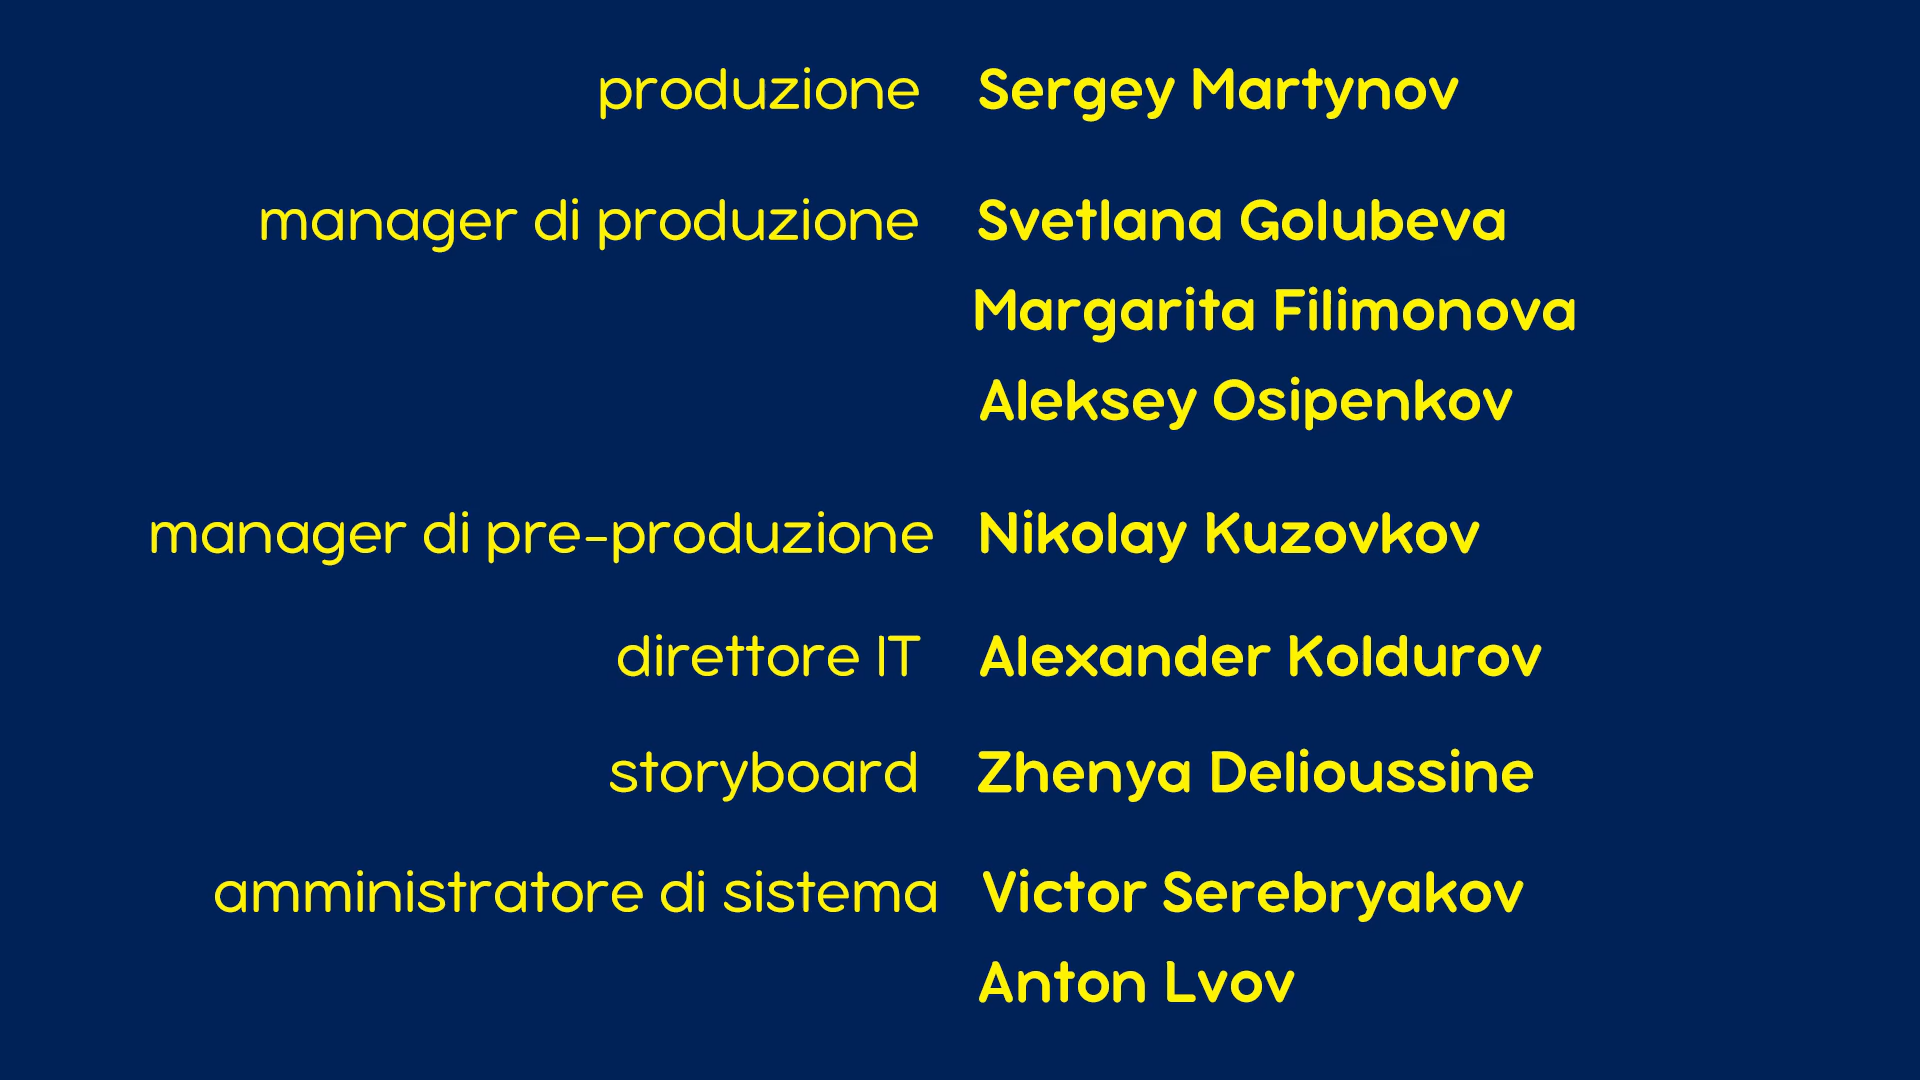 produzione Sergey Martynov
manager di produzione Svetlana Golubeva
Margarita Filimonova
Aleksey Osipenkov
manager di pre-produzione Nikolay Kuzovkov
direttore IT Alexander Koldurov
storyboard Zhenya Delioussine
amministratore di sistema Victor Serebryakov
Anton Lvov